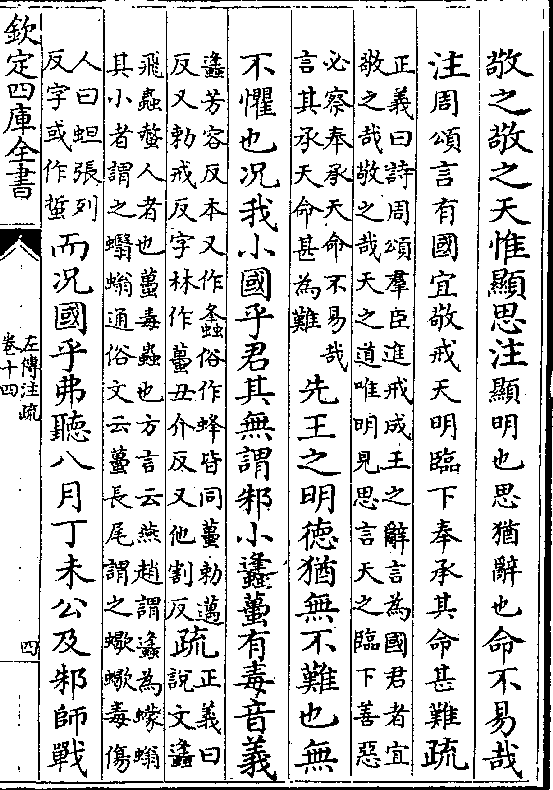 敬之敬之天惟顯思注顯明也思猶辭也命不易哉
注周頌言有國宜敬戒天明臨下奉承其命甚難疏
正義曰詩周頌羣臣進戒成王之辭言為國君者宜
敬之哉敬之哉天之道唯明見思言天之臨下善惡
必察奉承天命不易哉
言其承天命甚為難
先王之明德猶無不難也無
不懼也况我小國乎君其無謂邾小蠭蠆有毒音義
蠭芳容反本又作螽俗作蜂皆同蠆勅邁
反又勅戒反字林作䘍丑介反又他割反
疏
正義曰
說文蠭
飛蟲螫人者也蠆毒蟲也方言云燕趙謂蠭為蠓螉
其小者謂之蠮螉通俗文云蠆長尾謂之蠍蠍毒傷
人曰蛆張列
反字或作蜇
而况國乎弗聽八月丁未公及邾師戰
欽定四庫全書
左傳注疏
卷十四
四